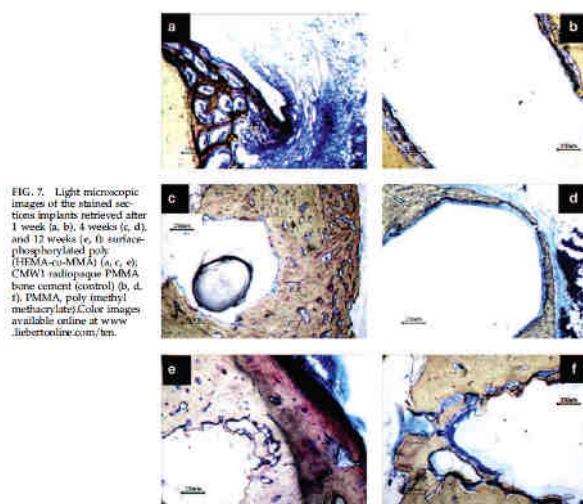 a
b
FIG. 7. Light microscopic
images of the stained sec-
tions implants retrieved after
1 week (a, b), 4 weeks (c, d),
and 12 weeks (e, f): surface-
phosphorylated poly
(HEMA-co-MMA) (a, c, e);
CMW1 radiopaque PMMA
bone cement (control) (b, d,
f). PMMA, poly (methyl
methacrylate).Color images
available online at www
.liebertonline.com/ten.
c
d
e
f